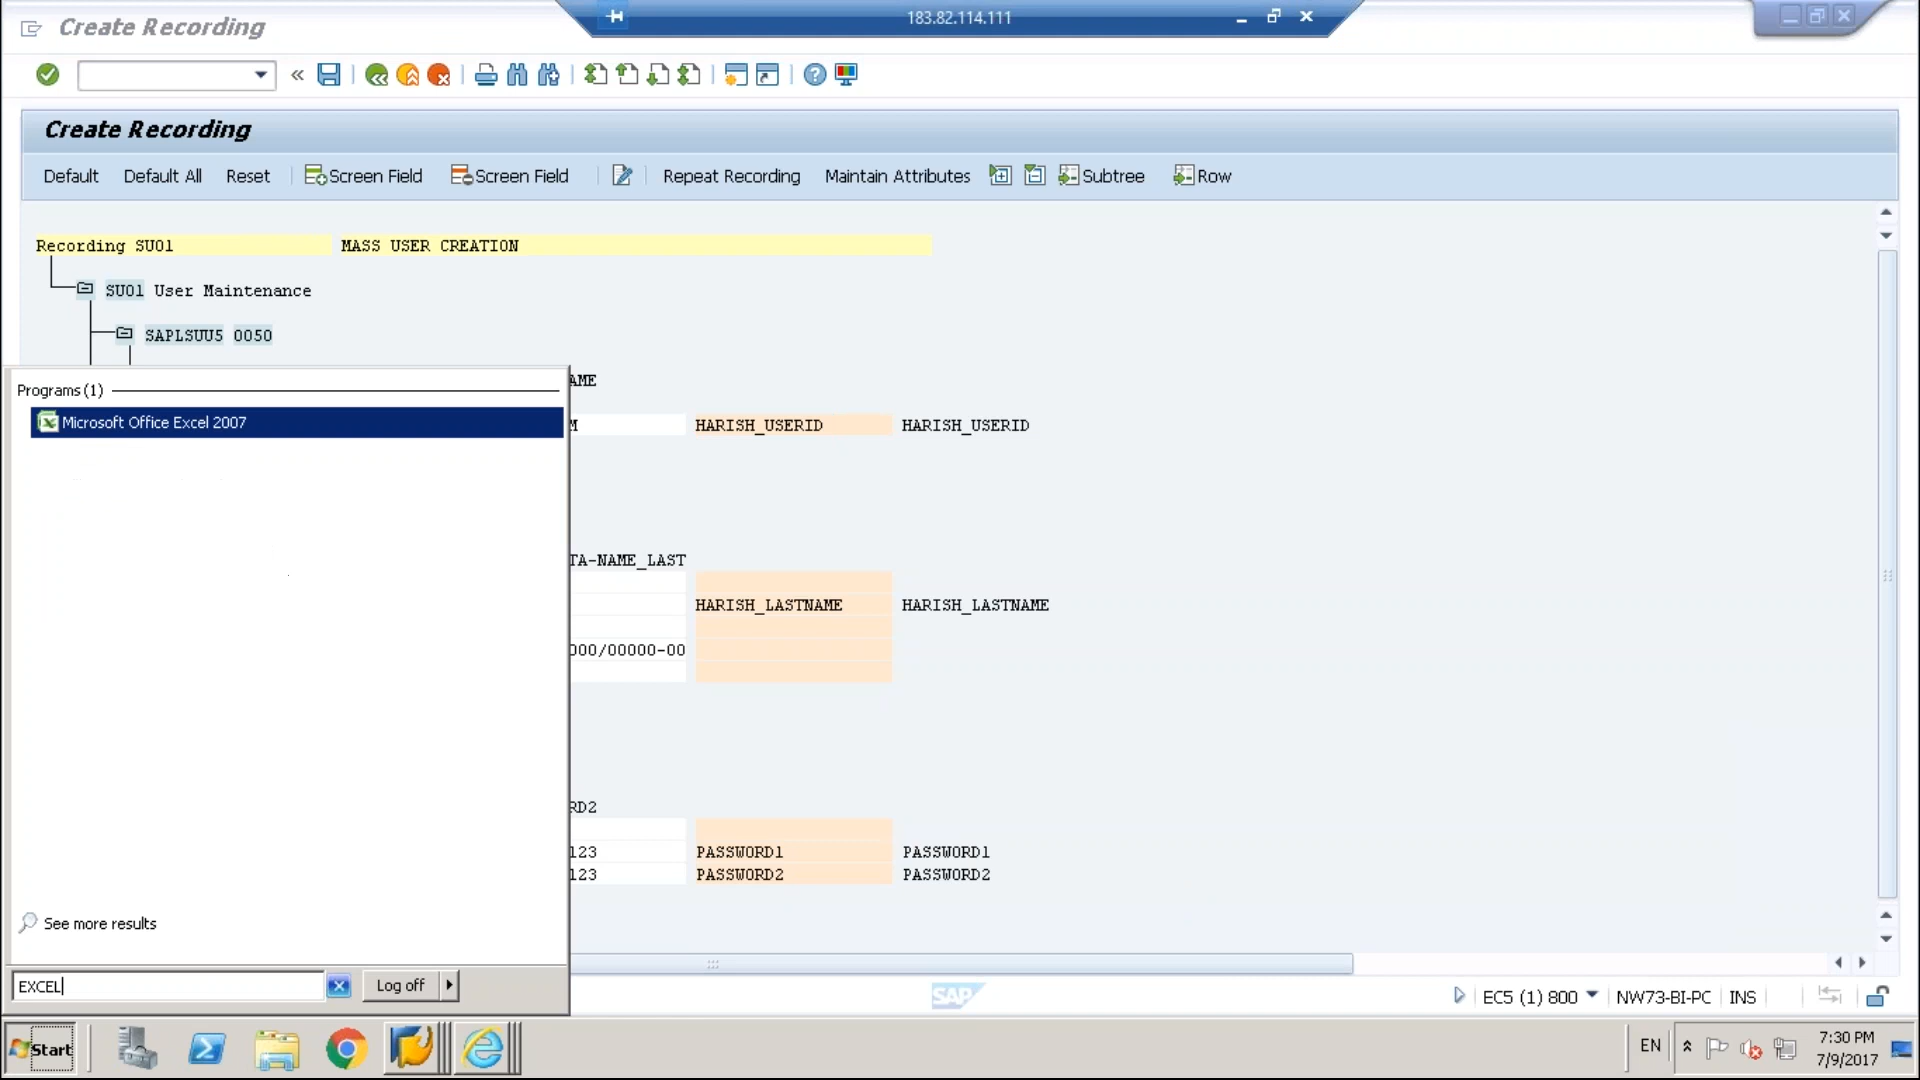 Create Recording
183.82.114.111
Create Recording
Default Default All Reset Screen Field Screen Field Repeat Recording Maintain Attributes Subtree Row
Recording SU01 MASS USER CREATION
SU01 User Maintenance
SAPLSUU5 0050
AME
M HARISH_USERID HARISH_USERID
TA-NAME_LAST
HARISH_LASTNAME HARISH_LASTNAME
000/00000-00
RD2
123 PASSWORD1 PASSWORD1
123 PASSWORD2 PASSWORD2
Programs (1)
Microsoft Office Excel 2007
See more results
EXCEL
Log off
SAP
EC5 (1) 800 NW73-BI-PC INS
Start
EN
7:30 PM
7/9/2017